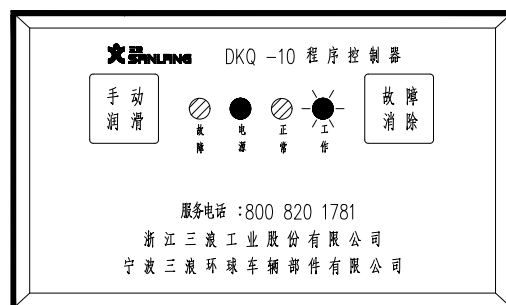 三浪 SANLANG DKQ -10 程序控制器
手动
润滑
故障
电源
正常
工作
故障
消除
服务电话 :800 820 1781
浙江三浪工业股份有限公司
宁波三浪环球车辆部件有限公司